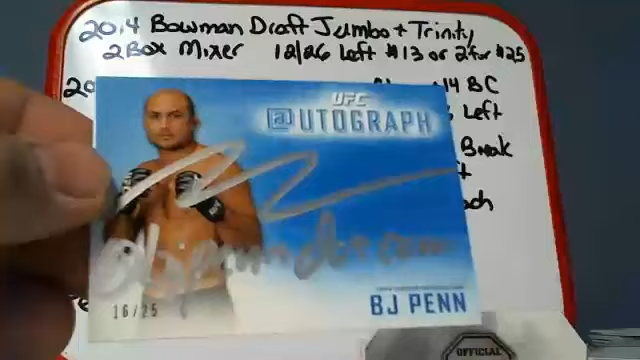 2014 Bowman Draft Jumbo + Trinity
2 Box Mixer 12/26 Left $13 or 2 for $25
20
14 BC
Left
Break
UFC
@UTOGRAPH
@bjpenndotcom
BJ PENN
16/25
OFFICIAL